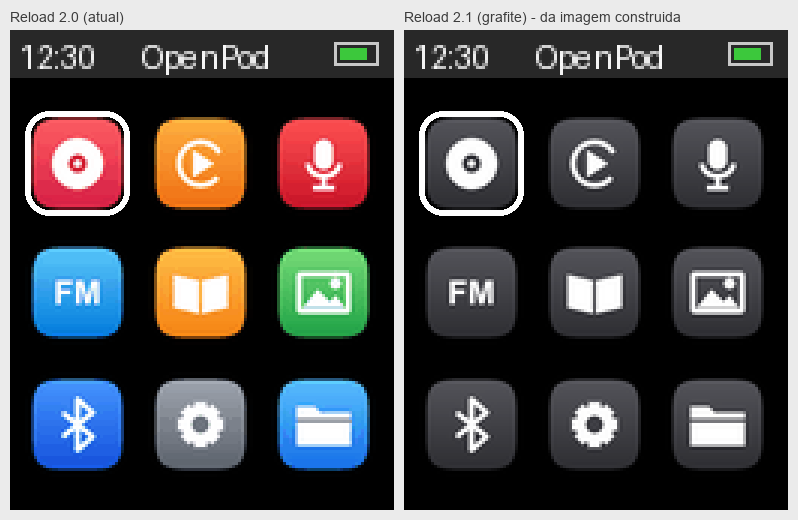 Reload 2.0 (atual)
Reload 2.1 (grafite) - da imagem construida
12:30 OpenPod
12:30 OpenPod
FM
FM